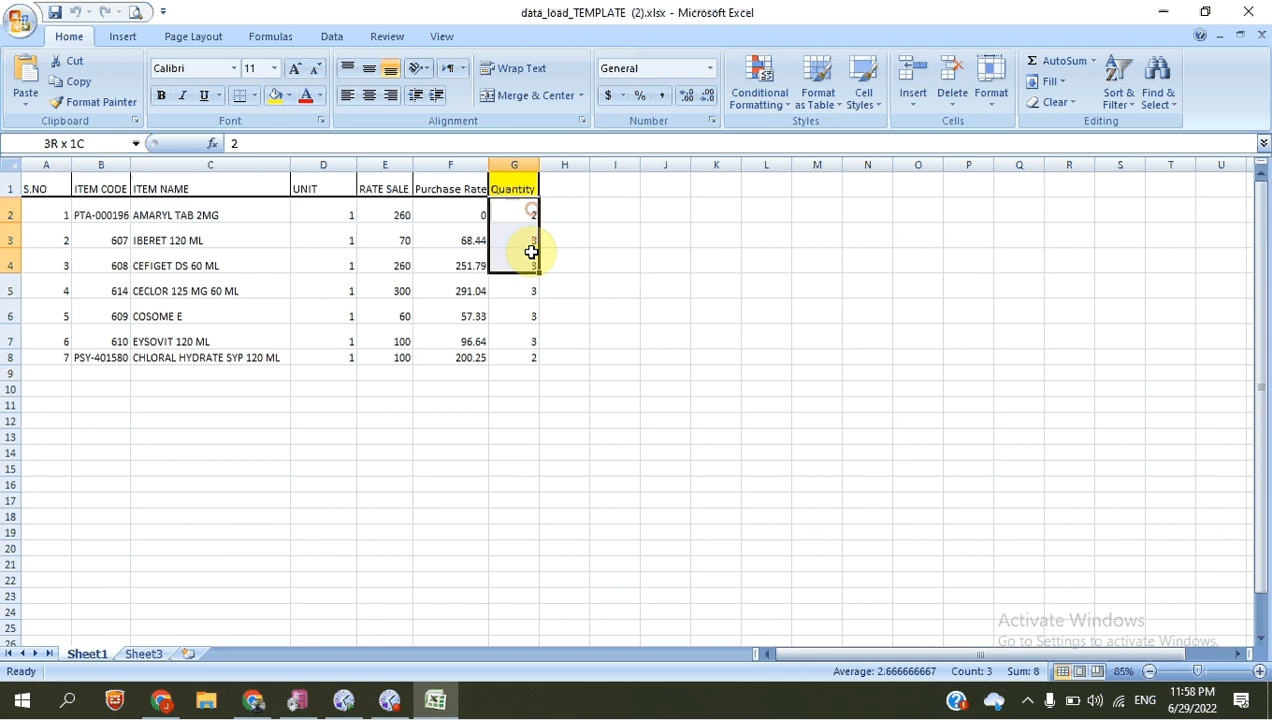 data_load_TEMPLATE (2).xlsx - Microsoft Excel
Home Insert Page Layout Formulas Data Review View
Paste Cut Copy Format Painter Clipboard
Calibri 11 B I U Font
Wrap Text Merge & Center Alignment
General $ % , Number
Conditional Formatting Format as Table Cell Styles Styles
Insert Delete Format Cells
Σ AutoSum Fill Clear Sort & Filter Find & Select Editing
3R x 1C fx 2
A B C D E F G H I J K L M N O P Q R S T U
1 S.NO ITEM CODE ITEM NAME UNIT RATE SALE Purchase Rate Quantity
2 1 PTA-000196 AMARYL TAB 2MG 1 260 0 2
3 2 607 IBERET 120 ML 1 70 68.44 3
4 3 608 CEFIGET DS 60 ML 1 260 251.79 3
5 4 614 CECLOR 125 MG 60 ML 1 300 291.04 3
6 5 609 COSOME E 1 60 57.33 3
7 6 610 EYSOVIT 120 ML 1 100 96.64 3
8 7 PSY-401580 CHLORAL HYDRATE SYP 120 ML 1 100 200.25 2
9
10
11
12
13
14
15
16
17
18
19
20
21
22
23
24
25
26
Activate Windows
Go to Settings to activate Windows.
Sheet1 Sheet3
Ready Average: 2.666666667 Count: 3 Sum: 8 85%
ENG 11:58 PM
6/29/2022